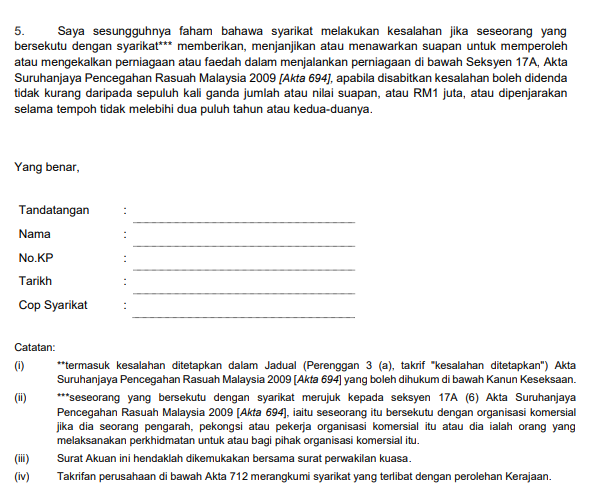 5. Saya sesungguhnya faham bahawa syarikat melakukan kesalahan jika seseorang yang
bersekutu dengan syarikat*** memberikan, menjanjikan atau menawarkan suapan untuk memperoleh
atau mengekalkan perniagaan atau faedah dalam menjalankan perniagaan di bawah Seksyen 17A, Akta
Suruhanjaya Pencegahan Rasuah Malaysia 2009 [Akta 694], apabila disabitkan kesalahan boleh didenda
tidak kurang daripada sepuluh kali ganda jumlah atau nilai suapan, atau RM1 juta, atau dipenjarakan
selama tempoh tidak melebihi dua puluh tahun atau kedua-duanya.
Yang benar,
Tandatangan :
Nama :
No.KP :
Tarikh :
Cop Syarikat :
Catatan:
(i) **termasuk kesalahan ditetapkan dalam Jadual (Perenggan 3 (a), takrif "kesalahan ditetapkan") Akta
Suruhanjaya Pencegahan Rasuah Malaysia 2009 [Akta 694] yang boleh dihukum di bawah Kanun Keseksaan.
(ii) ***seseorang yang bersekutu dengan syarikat merujuk kepada seksyen 17A (6) Akta Suruhanjaya
Pencegahan Rasuah Malaysia 2009 [Akta 694], iaitu seseorang itu bersekutu dengan organisasi komersial
jika dia seorang pengarah, pekongsi atau pekerja organisasi komersial itu atau dia ialah orang yang
melaksanakan perkhidmatan untuk atau bagi pihak organisasi komersial itu.
(iii) Surat Akuan ini hendaklah dikemukakan bersama surat perwakilan kuasa.
(iv) Takrifan perusahaan di bawah Akta 712 merangkumi syarikat yang terlibat dengan perolehan Kerajaan.